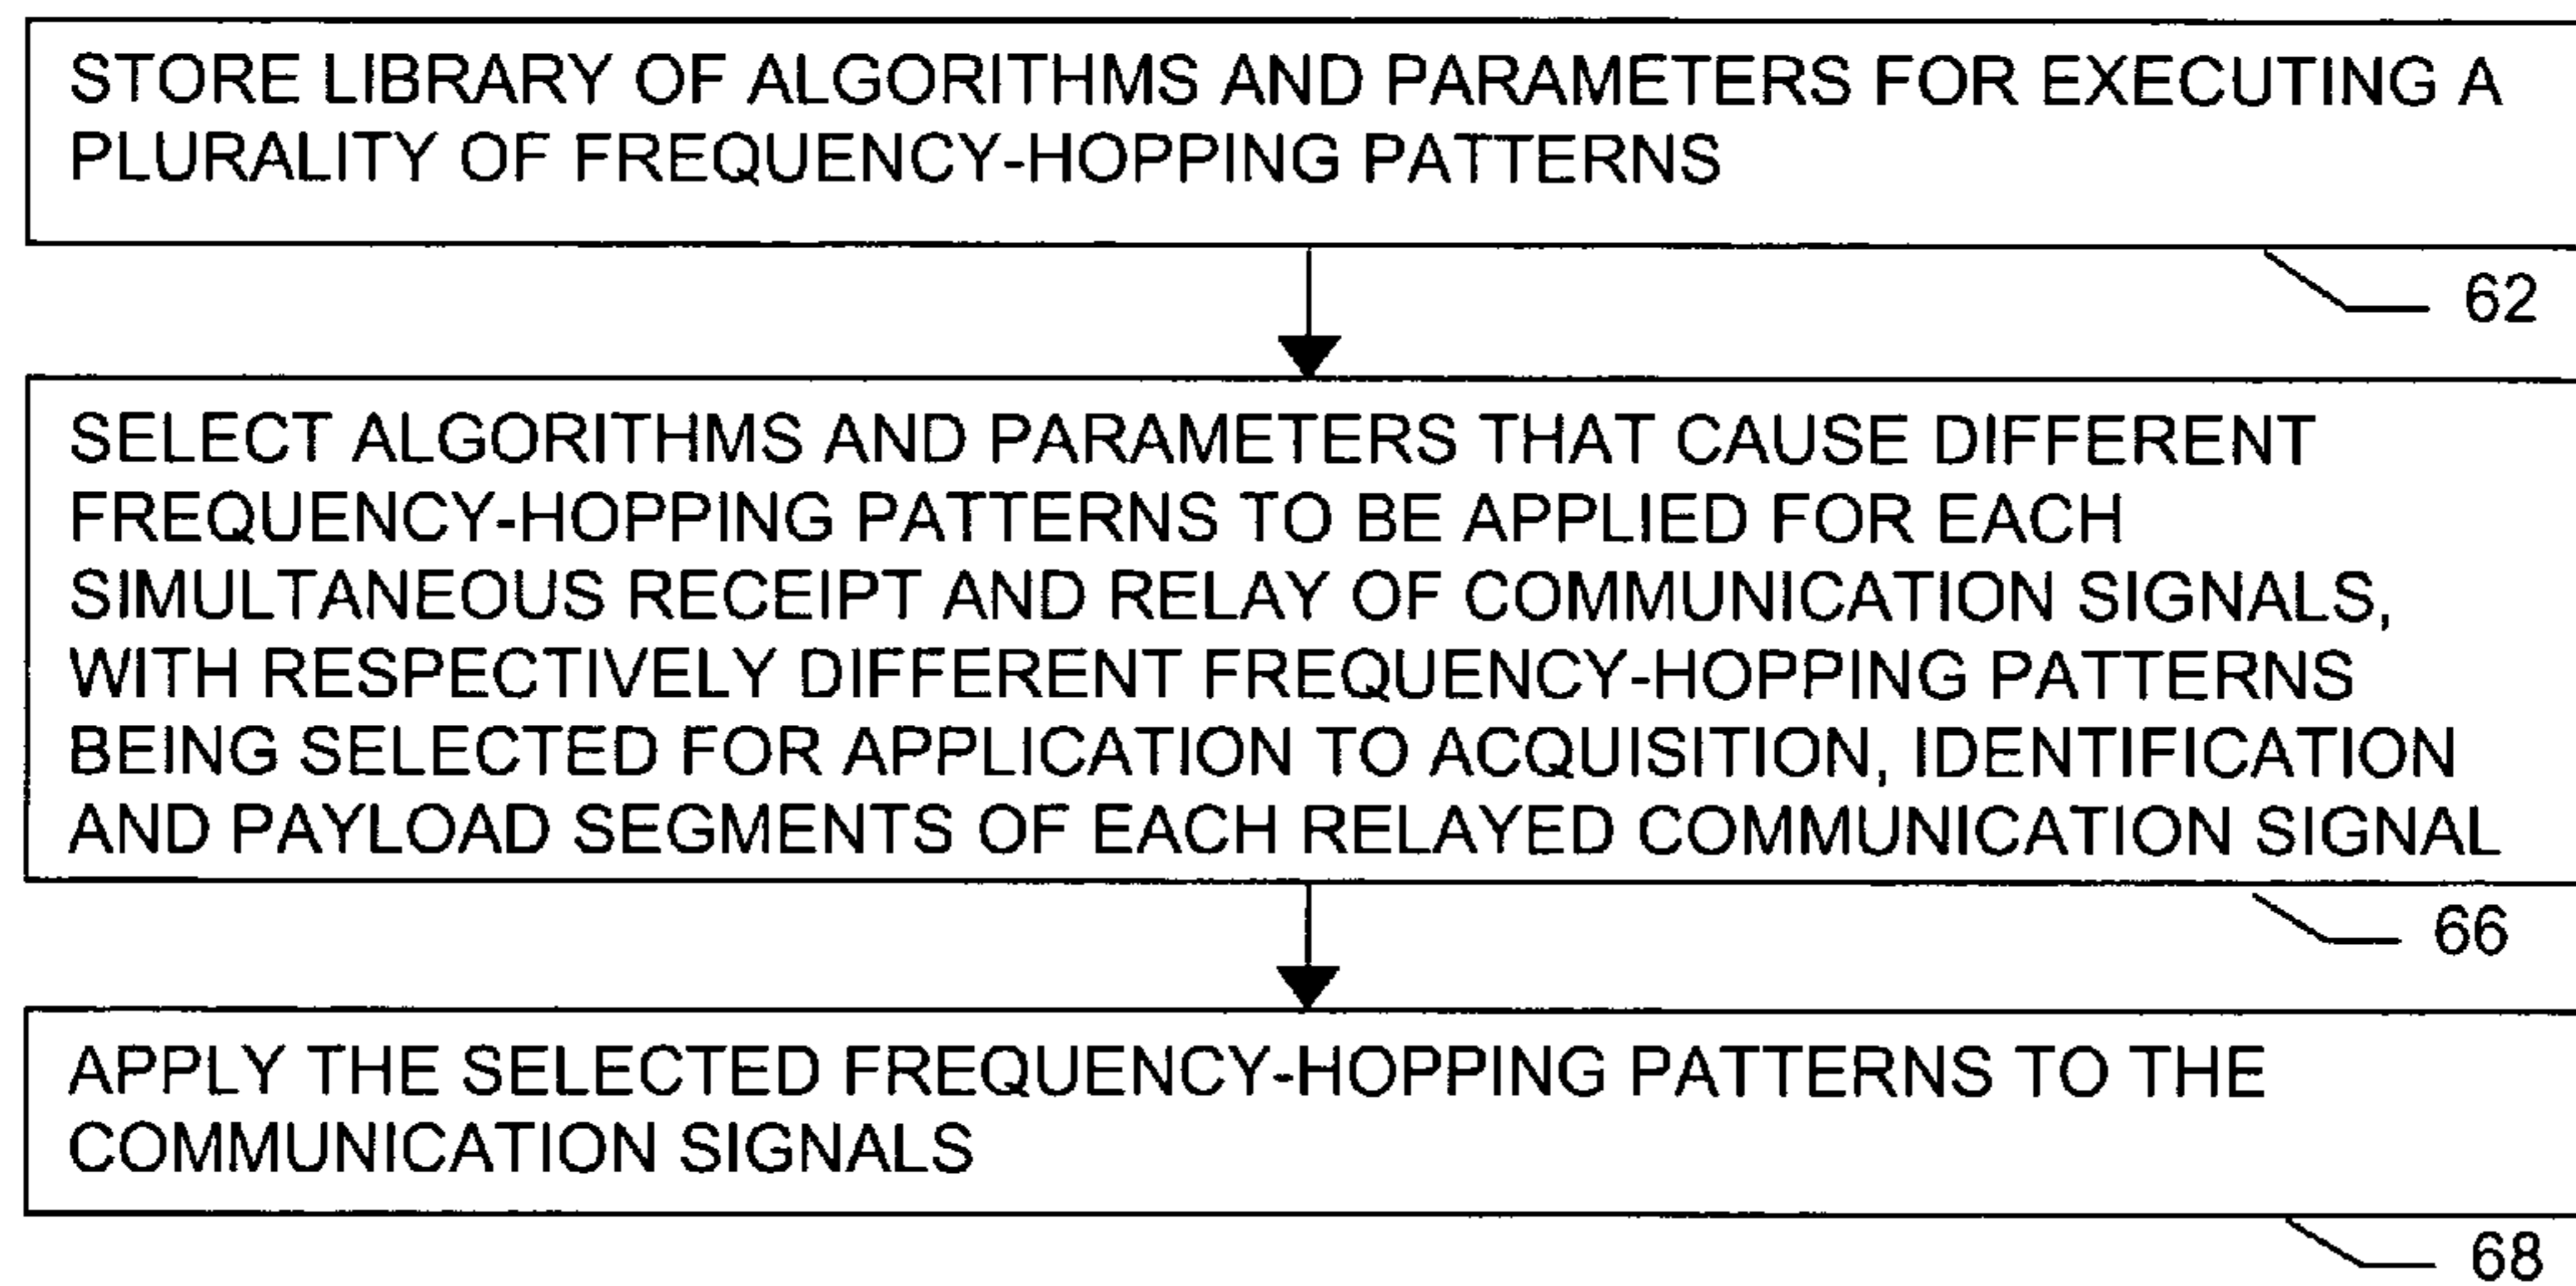 STORE LIBRARY OF ALGORITHMS AND PARAMETERS FOR EXECUTING A
PLURALITY OF FREQUENCY-HOPPING PATTERNS
62
SELECT ALGORITHMS AND PARAMETERS THAT CAUSE DIFFERENT
FREQUENCY-HOPPING PATTERNS TO BE APPLIED FOR EACH
SIMULTANEOUS RECEIPT AND RELAY OF COMMUNICATION SIGNALS,
WITH RESPECTIVELY DIFFERENT FREQUENCY-HOPPING PATTERNS
BEING SELECTED FOR APPLICATION TO ACQUISITION, IDENTIFICATION
AND PAYLOAD SEGMENTS OF EACH RELAYED COMMUNICATION SIGNAL
66
APPLY THE SELECTED FREQUENCY-HOPPING PATTERNS TO THE
COMMUNICATION SIGNALS
68